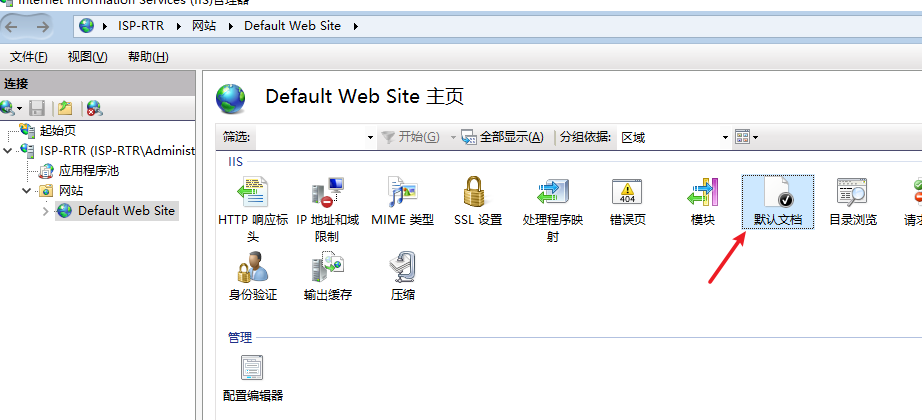 Internet Information Services (IIS)管理器
ISP-RTR
网站
Default Web Site
文件(F)
视图(V)
帮助(H)
连接
起始页
ISP-RTR (ISP-RTR\Administ
应用程序池
网站
Default Web Site
Default Web Site 主页
筛选:
开始(G)
全部显示(A)
分组依据:
区域
IIS
HTTP 响应标
头
IP 地址和域
限制
MIME 类型
SSL 设置
处理程序映
射
404
错误页
模块
默认文档
目录浏览
请求
身份验证
输出缓存
压缩
管理
配置编辑器